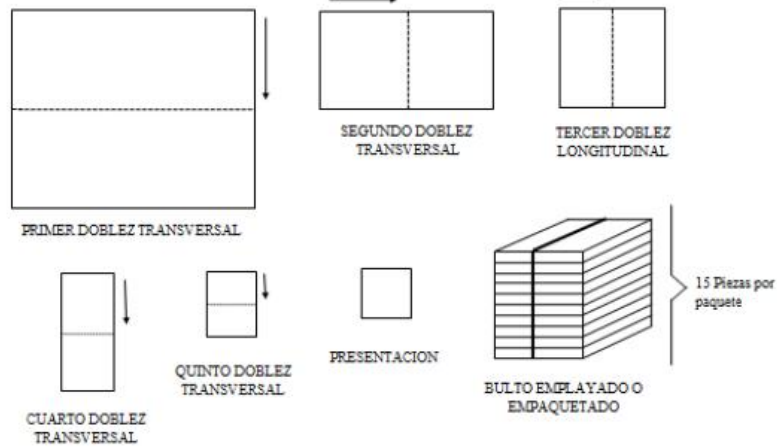 SEGUNDO DOBLEZ
TRANSVERSAL
TERCER DOBLEZ
LONGITUDINAL
PRIMER DOBLEZ TRANSVERSAL
15 Piezas por
paquete
PRESENTACION
QUINTO DOBLEZ
TRANSVERSAL
BULTO EMPLAYADO O
EMPAQUETADO
CUARTO DOBLEZ
TRANSVERSAL